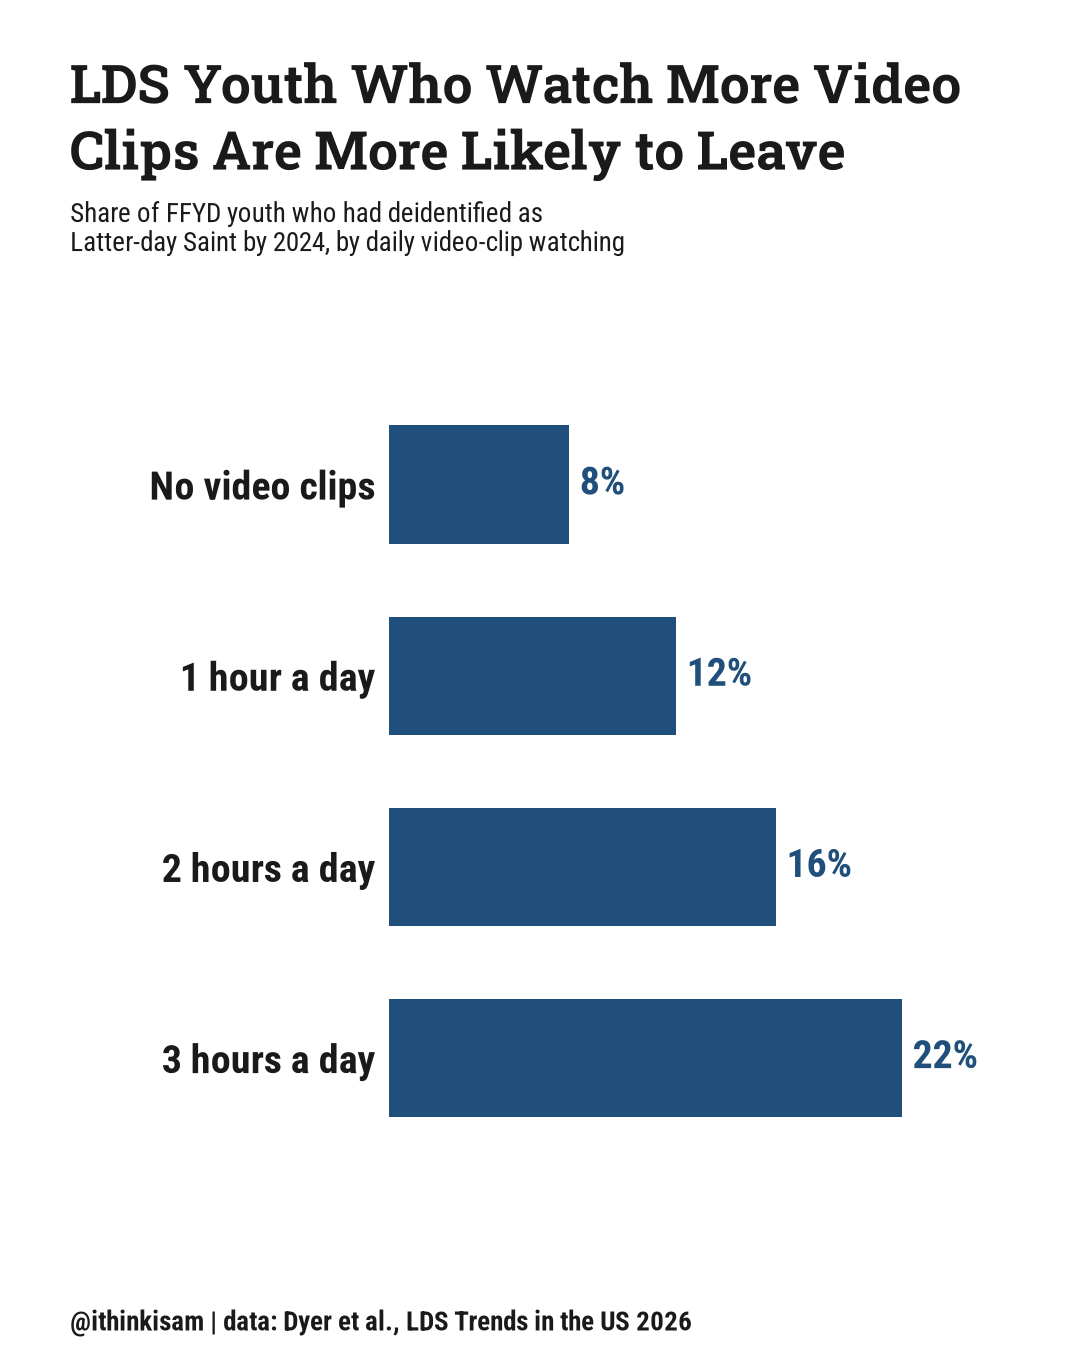 LDS Youth Who Watch More Video
Clips Are More Likely to Leave
Share of FFYD youth who had deidentified as
Latter-day Saint by 2024, by daily video-clip watching
No video clips
8%
1 hour a day
12%
2 hours a day
16%
3 hours a day
22%
@ithinkisam | data: Dyer et al., LDS Trends in the US 2026